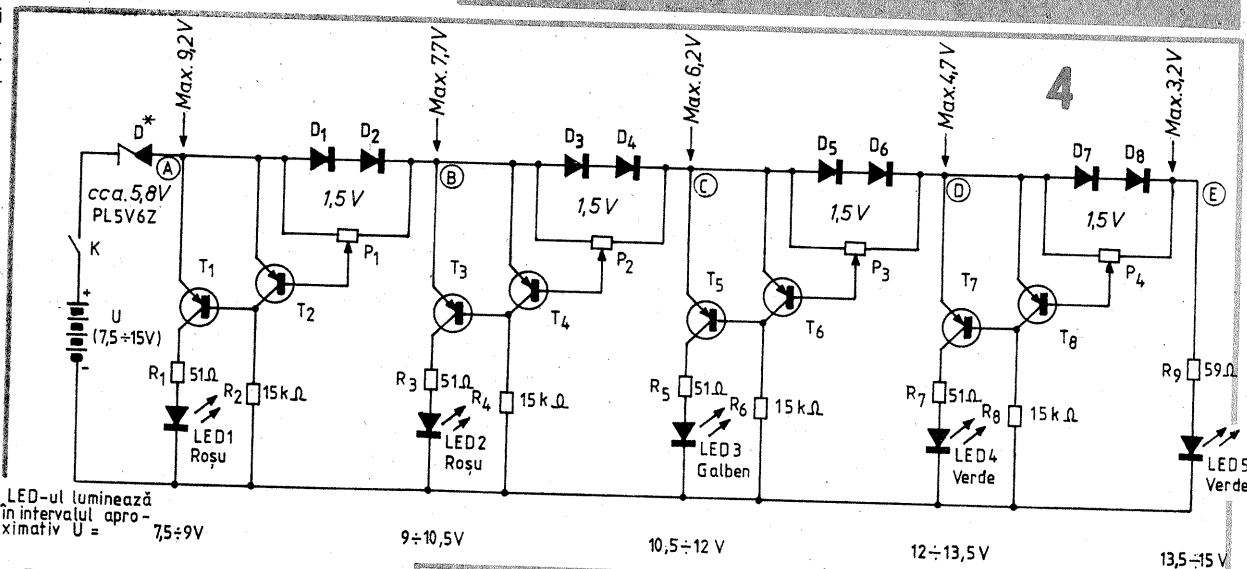 4
Max. 9,2V
Max. 7,7V
Max. 6,2V
Max. 4,7V
Max. 3,2V
D*
D1
D2
D3
D4
D5
D6
D7
D8
A
B
C
D
E
cca. 5,8V
PL5V6Z
1,5V
1,5V
1,5V
1,5V
K
P1
P2
P3
P4
T1
T2
T3
T4
T5
T6
T7
T8
+
U
(7,5÷15V)
-
R1
51Ω
R2
15kΩ
R3
51Ω
R4
15kΩ
R5
51Ω
R6
15kΩ
R7
51Ω
R8
15kΩ
R9
59Ω
LED1
Roșu
LED2
Roșu
LED3
Galben
LED4
Verde
LED5
Verde
LED-ul luminează
în intervalul apro-
ximativ U =
7,5÷9V
9÷10,5V
10,5÷12 V
12÷13,5V
13,5÷15 V